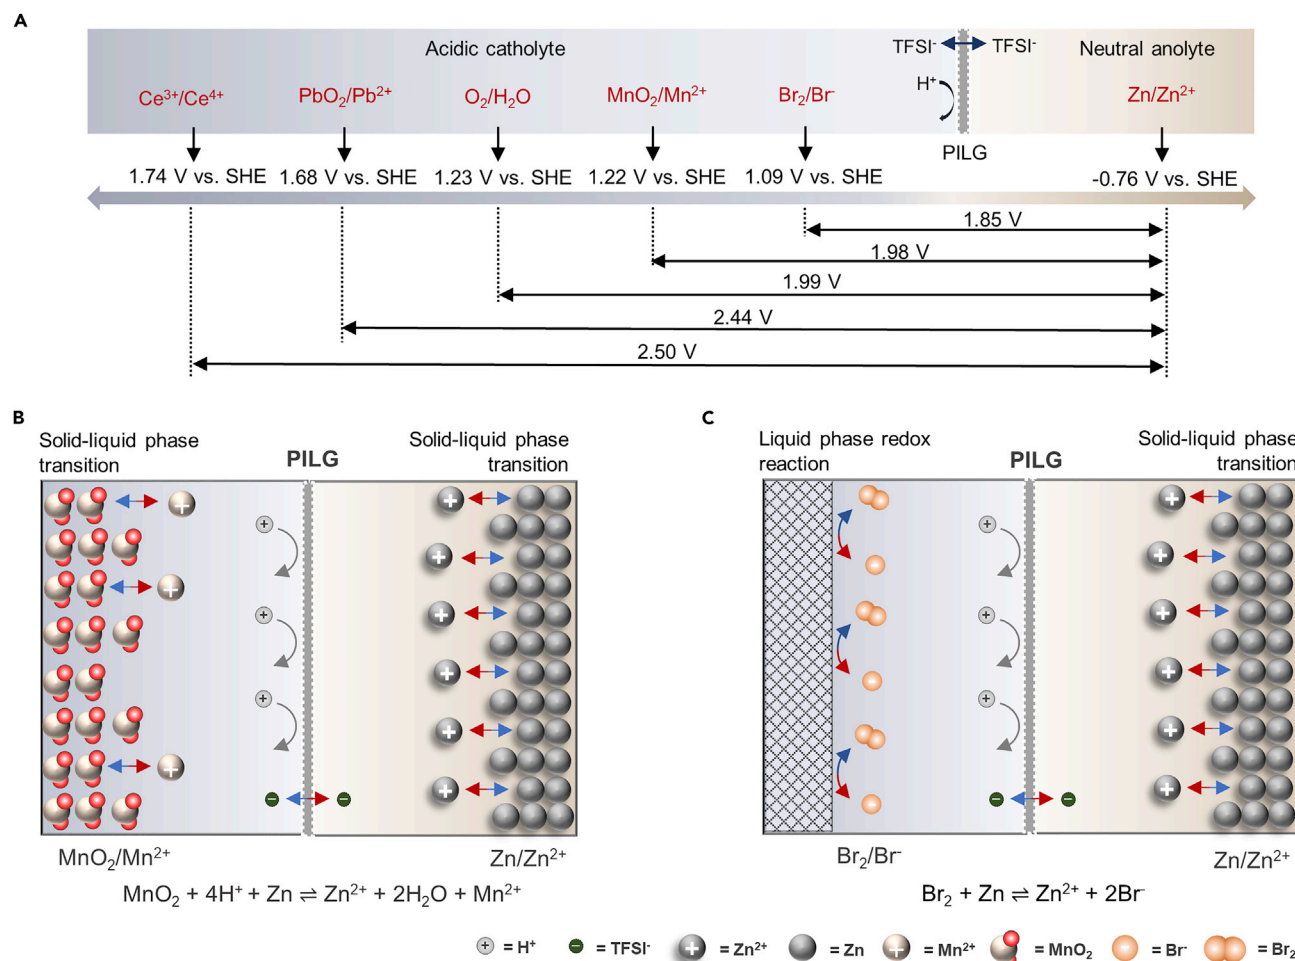 A
Acidic catholyte
TFSI⁻
TFSI⁻
Neutral anolyte
Ce³⁺/Ce⁴⁺
PbO₂/Pb²⁺
O₂/H₂O
MnO₂/Mn²⁺
Br₂/Br⁻
H⁺
Zn/Zn²⁺
PILG
1.74 V vs. SHE
1.68 V vs. SHE
1.23 V vs. SHE
1.22 V vs. SHE
1.09 V vs. SHE
-0.76 V vs. SHE
1.85 V
1.98 V
1.99 V
2.44 V
2.50 V
B
Solid-liquid phase
transition
PILG
Solid-liquid phase
transition
MnO₂/Mn²⁺
Zn/Zn²⁺
MnO₂ + 4H⁺ + Zn ⇌ Zn²⁺ + 2H₂O + Mn²⁺
C
Liquid phase redox
reaction
PILG
Solid-liquid phase
transition
Br₂/Br⁻
Zn/Zn²⁺
Br₂ + Zn ⇌ Zn²⁺ + 2Br⁻
= H⁺
= TFSI⁻
= Zn²⁺
= Zn
= Mn²⁺
= MnO₂
= Br⁻
= Br₂